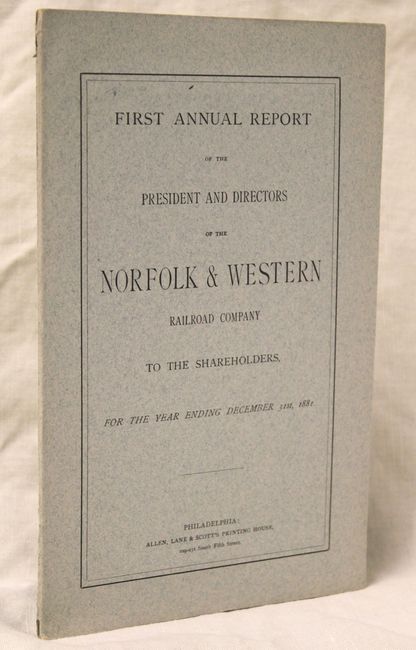 FIRST ANNUAL REPORT
OF THE
PRESIDENT AND DIRECTORS
OF THE
NORFOLK & WESTERN
RAILROAD COMPANY
TO THE SHAREHOLDERS,
FOR THE YEAR ENDING DECEMBER 31st, 1881.
PHILADELPHIA:
ALLEN, LANE & SCOTT'S PRINTING HOUSE,
South Fifth Street.